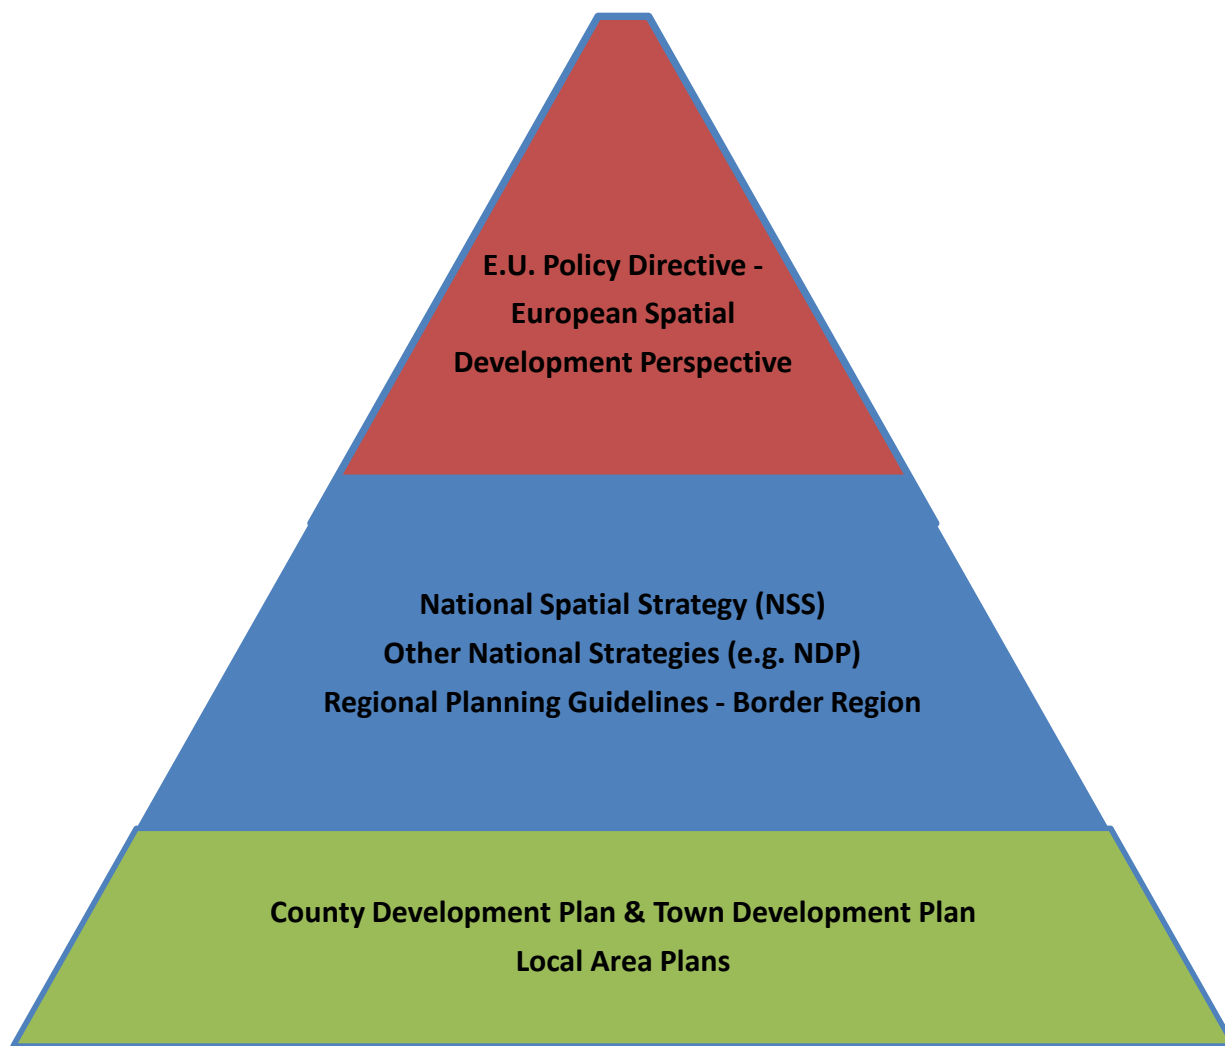 E.U. Policy Directive -
European Spatial
Development Perspective
National Spatial Strategy (NSS)
Other National Strategies (e.g. NDP)
Regional Planning Guidelines - Border Region
County Development Plan & Town Development Plan
Local Area Plans